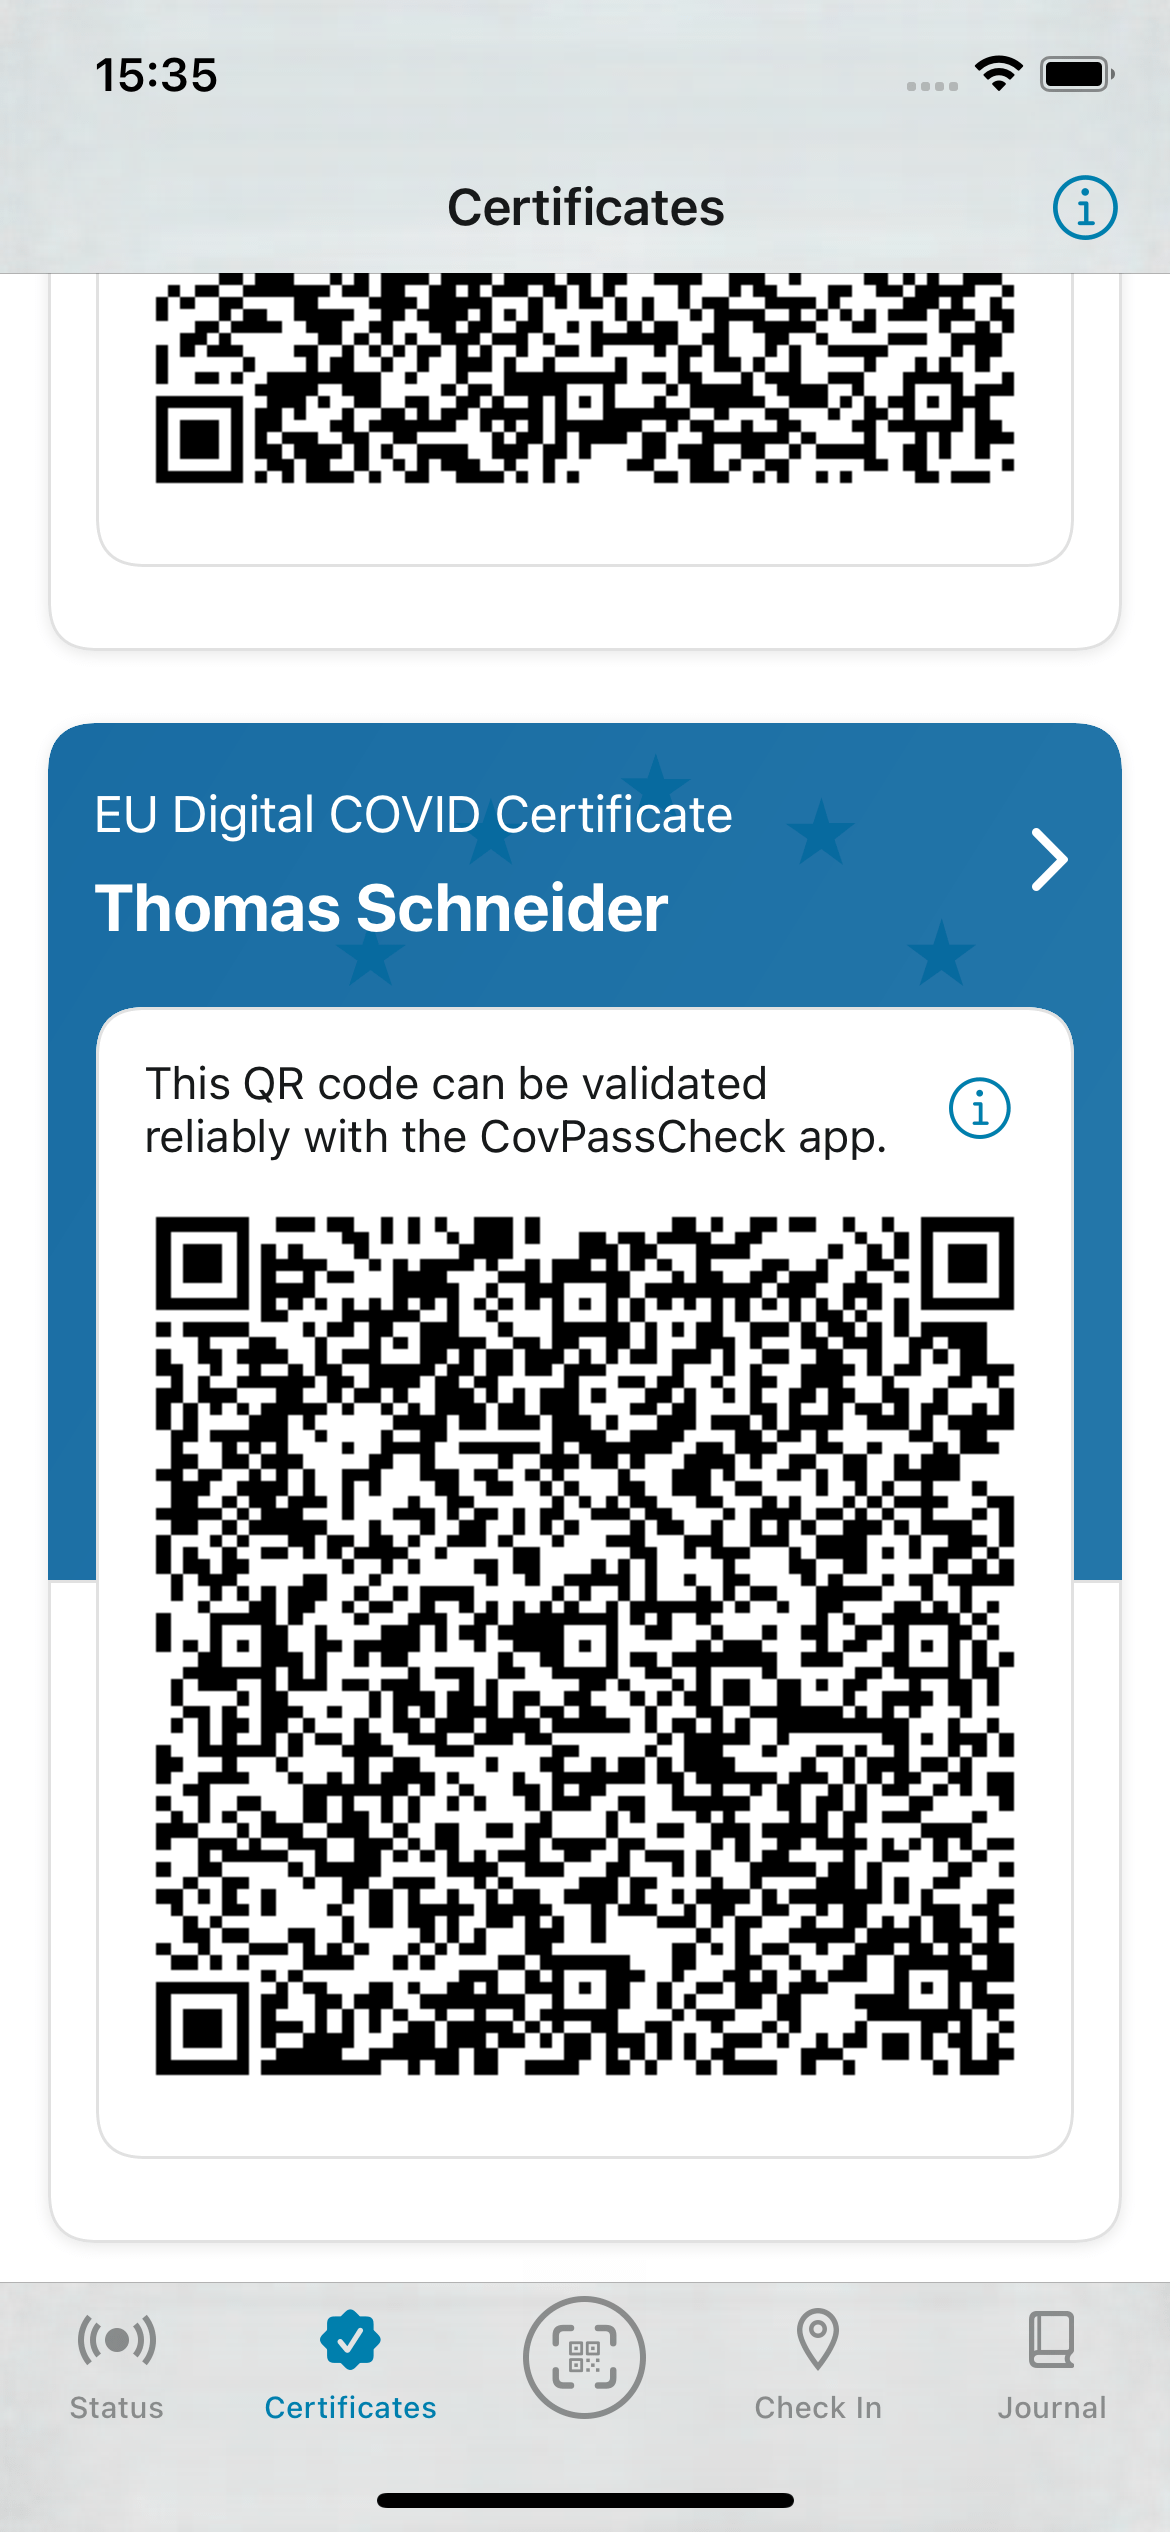 15:35
Certificates
EU Digital COVID Certificate
Thomas Schneider
This QR code can be validated
reliably with the CovPassCheck app.
Status
Certificates
Check In
Journal